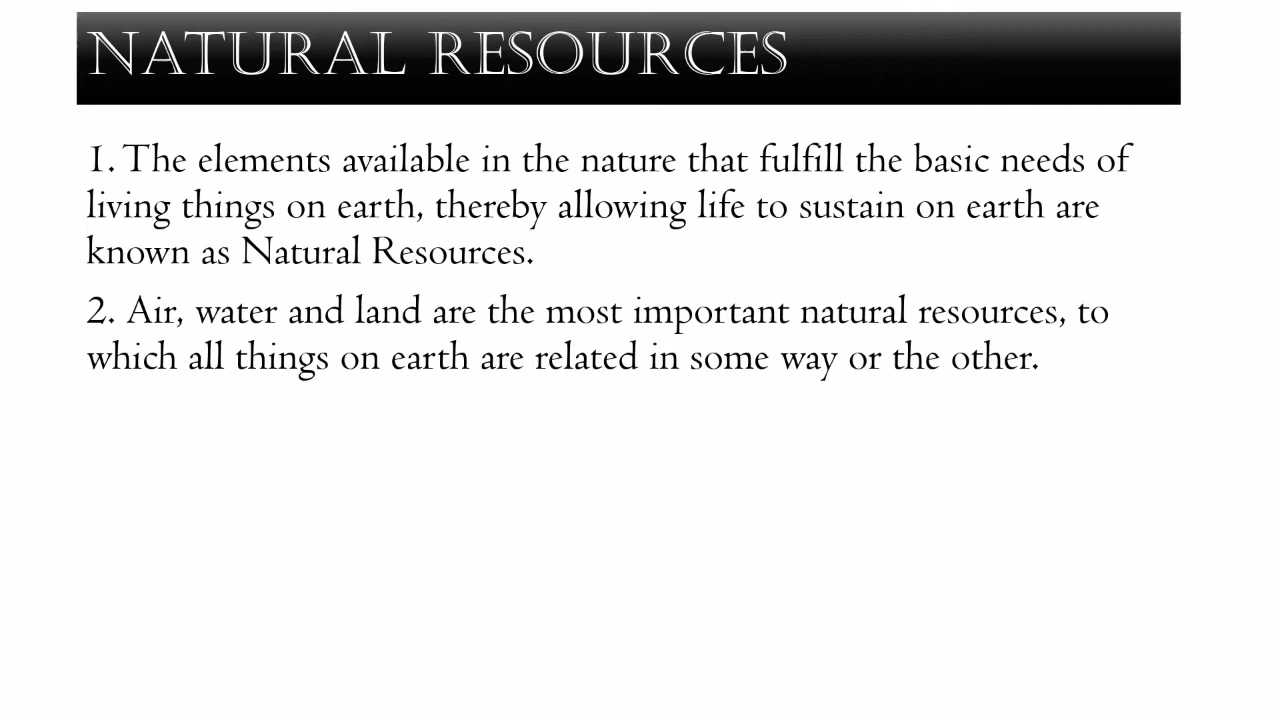 NATURAL RESOURCES
1. The elements available in the nature that fulfill the basic needs of
living things on earth, thereby allowing life to sustain on earth are
known as Natural Resources.
2. Air, water and land are the most important natural resources, to
which all things on earth are related in some way or the other.